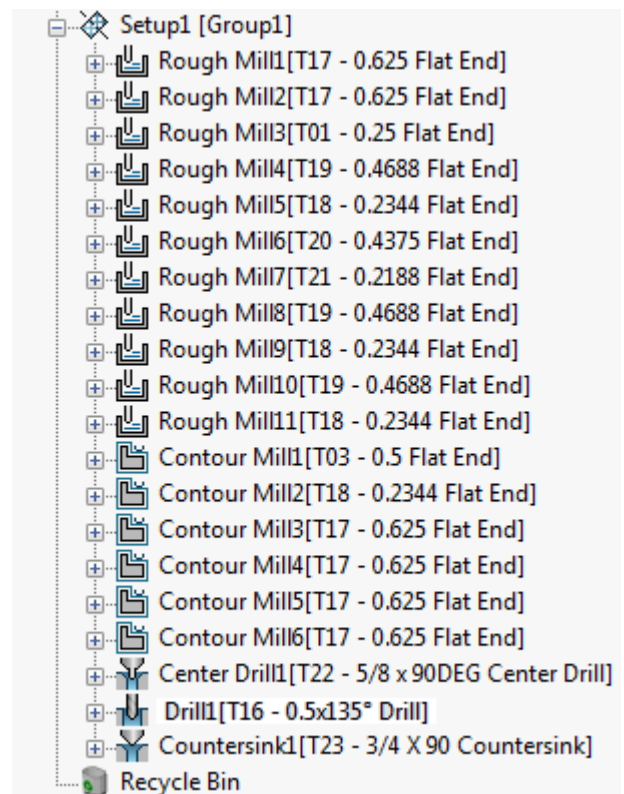 Setup1 [Group1]
Rough Mill1[T17 - 0.625 Flat End]
Rough Mill2[T17 - 0.625 Flat End]
Rough Mill3[T01 - 0.25 Flat End]
Rough Mill4[T19 - 0.4688 Flat End]
Rough Mill5[T18 - 0.2344 Flat End]
Rough Mill6[T20 - 0.4375 Flat End]
Rough Mill7[T21 - 0.2188 Flat End]
Rough Mill8[T19 - 0.4688 Flat End]
Rough Mill9[T18 - 0.2344 Flat End]
Rough Mill10[T19 - 0.4688 Flat End]
Rough Mill11[T18 - 0.2344 Flat End]
Contour Mill1[T03 - 0.5 Flat End]
Contour Mill2[T18 - 0.2344 Flat End]
Contour Mill3[T17 - 0.625 Flat End]
Contour Mill4[T17 - 0.625 Flat End]
Contour Mill5[T17 - 0.625 Flat End]
Contour Mill6[T17 - 0.625 Flat End]
Center Drill1[T22 - 5/8 x 90DEG Center Drill]
Drill1[T16 - 0.5x135° Drill]
Countersink1[T23 - 3/4 X 90 Countersink]
Recycle Bin